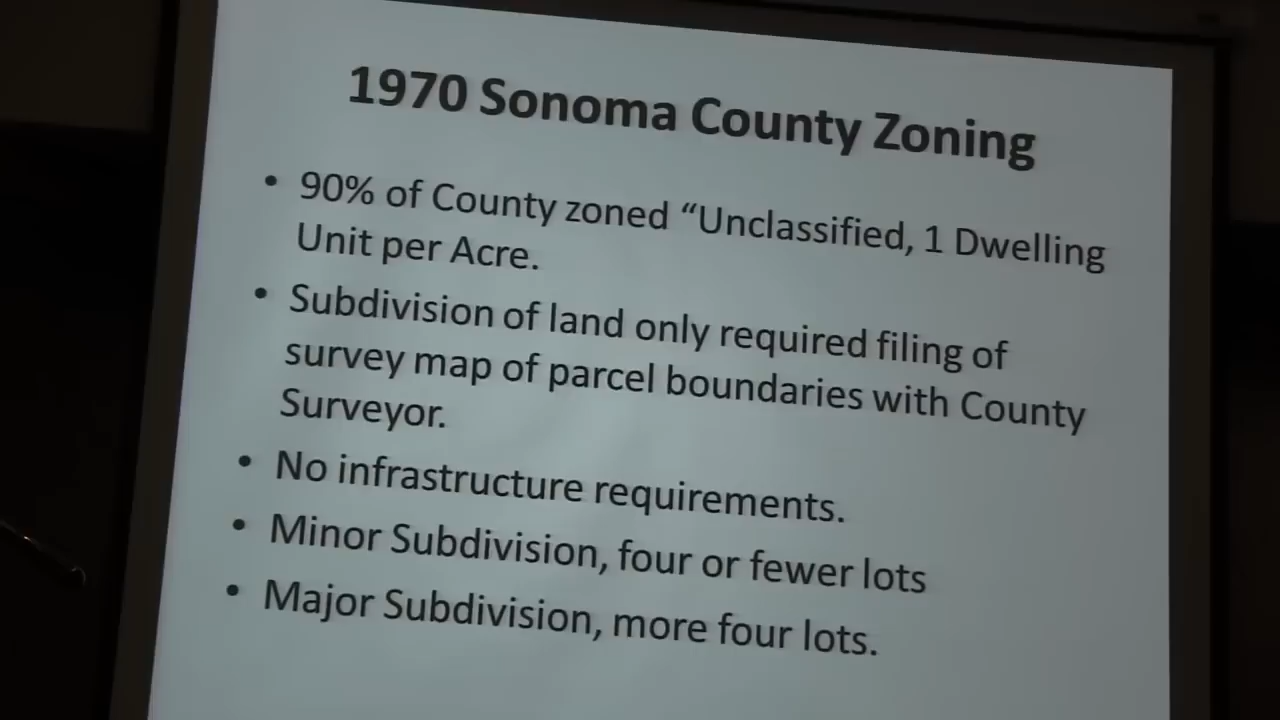 1970 Sonoma County Zoning
• 90% of County zoned “Unclassified, 1 Dwelling
Unit per Acre.
• Subdivision of land only required filing of
survey map of parcel boundaries with County
Surveyor.
• No infrastructure requirements.
• Minor Subdivision, four or fewer lots
• Major Subdivision, more four lots.